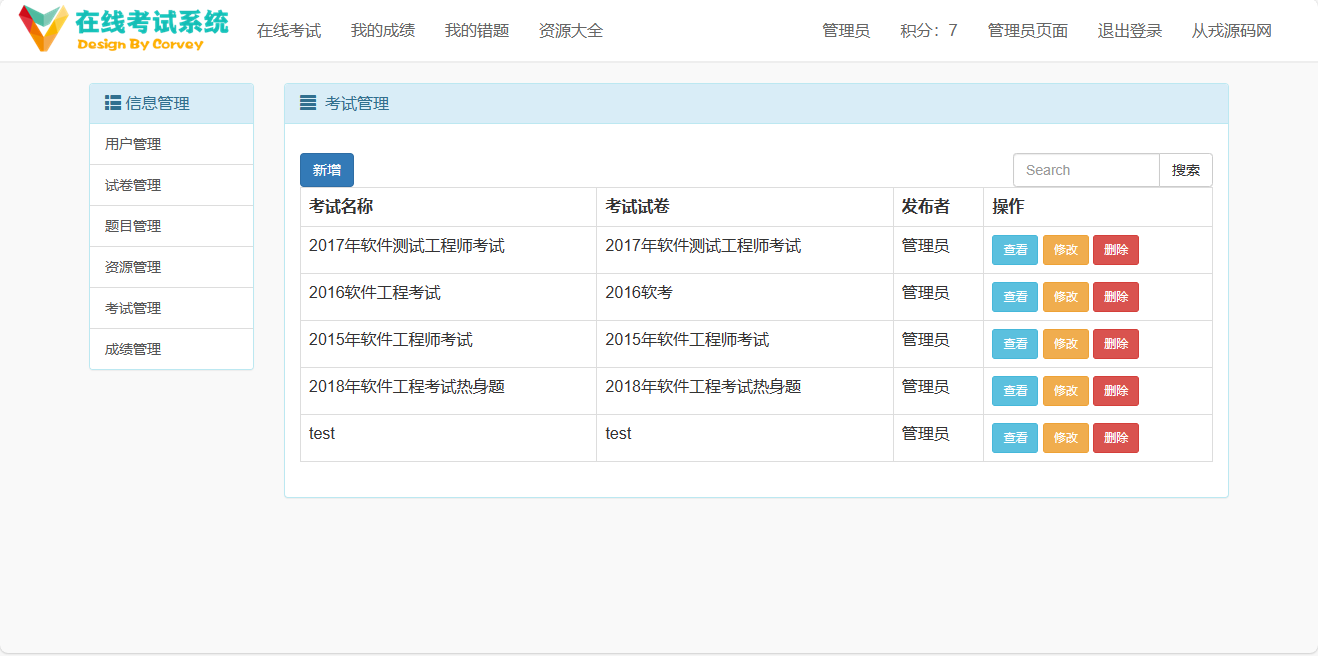 在线考试系统
Design By Corvey
在线考试 我的成绩 我的错题 资源大全 管理员 积分：7 管理员页面 退出登录 从戎源码网
信息管理
用户管理
试卷管理
题目管理
资源管理
考试管理
成绩管理
考试管理
新增 Search 搜索
考试名称 考试试卷 发布者 操作
2017年软件测试工程师考试 2017年软件测试工程师考试 管理员 查看 修改 删除
2016软件工程考试 2016软考 管理员 查看 修改 删除
2015年软件工程师考试 2015年软件工程师考试 管理员 查看 修改 删除
2018年软件工程考试热身题 2018年软件工程考试热身题 管理员 查看 修改 删除
test test 管理员 查看 修改 删除